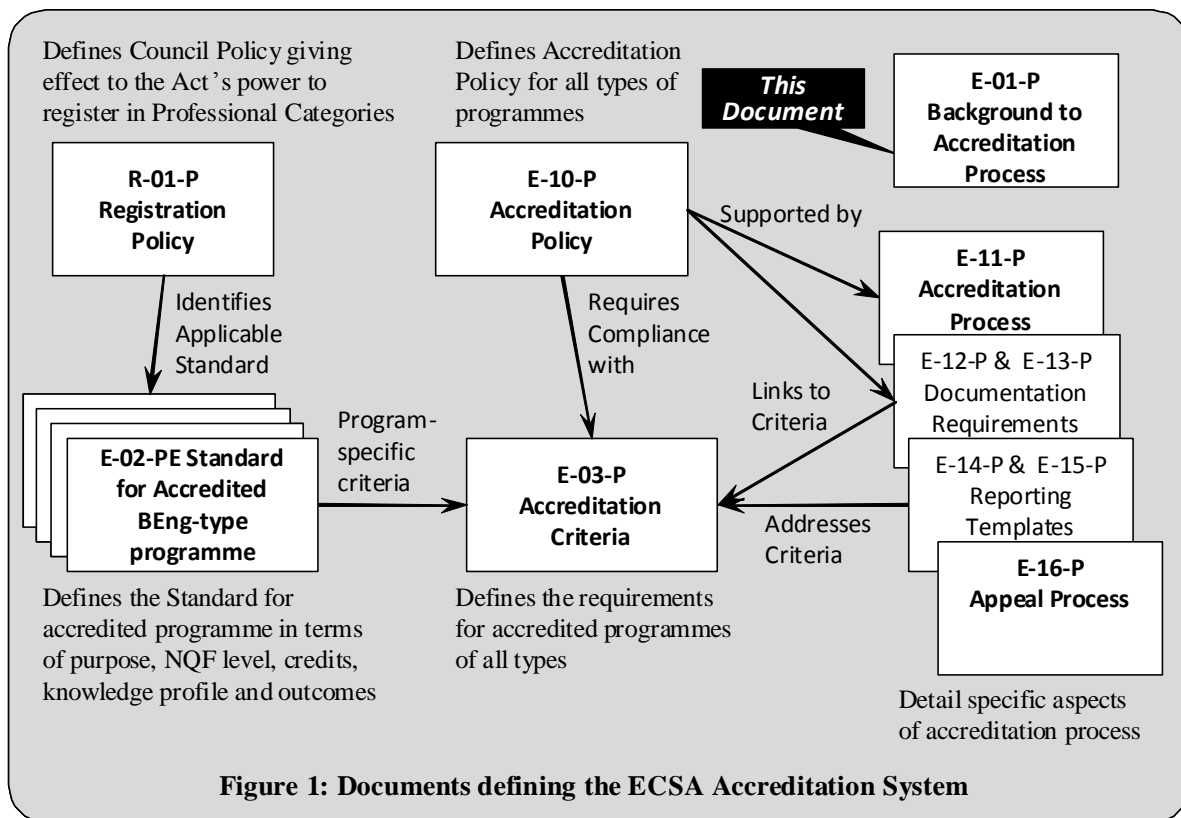 Defines Council Policy giving
effect to the Act's power to
register in Professional Categories
Defines Accreditation
Policy for all types of
programmes
This
Document
E-01-P
Background to
Accreditation
Process
R-01-P
Registration
Policy
E-10-P
Accreditation
Policy
Supported by
E-11-P
Accreditation
Process
Identifies
Applicable
Standard
Requires
Compliance
with
E-12-P & E-13-P
Documentation
Requirements
Links to
Criteria
Program-
specific
criteria
E-02-PE Standard
for Accredited
BEng-type
programme
E-03-P
Accreditation
Criteria
E-14-P & E-15-P
Reporting
Templates
Addresses
Criteria
E-16-P
Appeal Process
Defines the Standard for
accredited programme in terms
of purpose, NQF level, credits,
knowledge profile and outcomes
Defines the requirements
for accredited programmes
of all types
Detail specific aspects
of accreditation process
Figure 1: Documents defining the ECSA Accreditation System